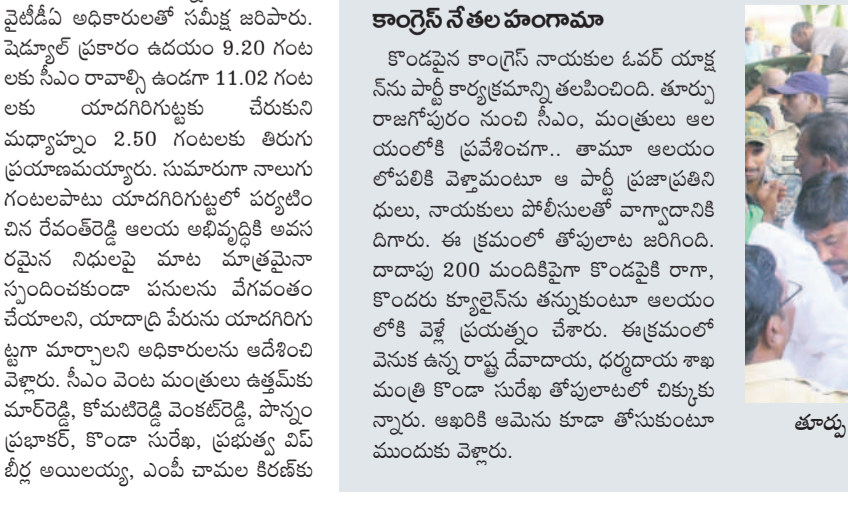 వైటీడీఏ అధికారులతో సమీక్ష జరిపారు.
షెడ్యూల్ ప్రకారం ఉదయం 9.20 గంట
లకు సీఎం రావాల్సి ఉండగా 11.02 గంట
లకు యాదగిరిగుట్టకు చేరుకుని
మధ్యాహ్నం 2.50 గంటలకు తిరుగు
ప్రయాణమయ్యారు. సుమారుగా నాలుగు
గంటలపాటు యాదగిరిగుట్టలో పర్యటిం
చిన రేవంత్‌రెడ్డి ఆలయ అభివృద్ధికి అవస
రమైన నిధులపై మాట మాత్రమైనా
స్పందించకుండా పనులను వేగవంతం
చేయాలని, యాదాద్రి పేరును యాదగిరిగు
ట్టగా మార్చాలని అధికారులను ఆదేశించి
వెళ్లారు. సీఎం వెంట మంత్రులు ఉత్తమ్‌కు
మార్‌రెడ్డి, కోమటిరెడ్డి వెంకట్‌రెడ్డి, పొన్నం
ప్రభాకర్, కొండా సురేఖ, ప్రభుత్వ విప్
బీర్ల అయిలయ్య, ఎంపీ చామల కిరణ్‌కు
కాంగ్రెస్ నేతల హంగామా
కొండపైన కాంగ్రెస్ నాయకుల ఓవర్ యాక్ష
న్‌ను పార్టీ కార్యక్రమాన్ని తలపించింది. తూర్పు
రాజగోపురం నుంచి సీఎం, మంత్రులు ఆల
యంలోకి ప్రవేశించగా.. తామూ ఆలయం
లోపలికి వెళ్తామంటూ ఆ పార్టీ ప్రజాప్రతిని
ధులు, నాయకులు పోలీసులతో వాగ్వాదానికి
దిగారు. ఈ క్రమంలో తోపులాట జరిగింది.
దాదాపు 200 మందికిపైగా కొండపైకి రాగా,
కొందరు క్యూలైన్‌ను తన్నుకుంటూ ఆలయం
లోకి వెళ్లే ప్రయత్నం చేశారు. ఈక్రమంలో
వెనుక ఉన్న రాష్ట్ర దేవాదాయ, ధర్మదాయ శాఖ
మంత్రి కొండా సురేఖ తోపులాటలో చిక్కుకు
న్నారు. ఆఖరికి ఆమెను కూడా తోసుకుంటూ
ముందుకు వెళ్లారు.
తూర్పు